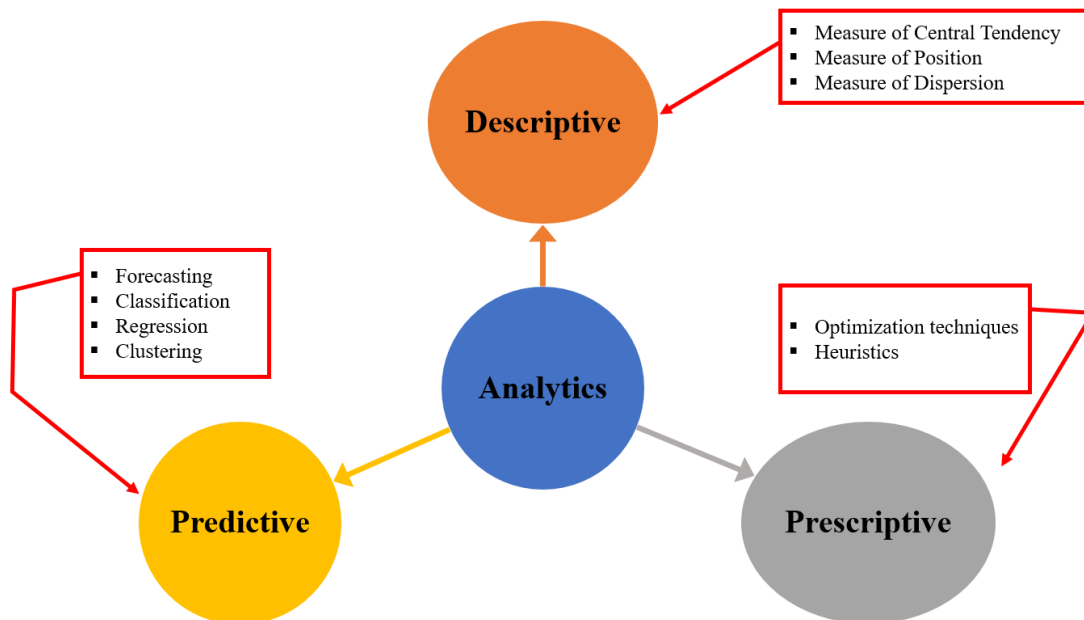 ▪ Measure of Central Tendency
▪ Measure of Position
▪ Measure of Dispersion
Descriptive
▪ Forecasting
▪ Classification
▪ Regression
▪ Clustering
▪ Optimization techniques
▪ Heuristics
Analytics
Predictive
Prescriptive